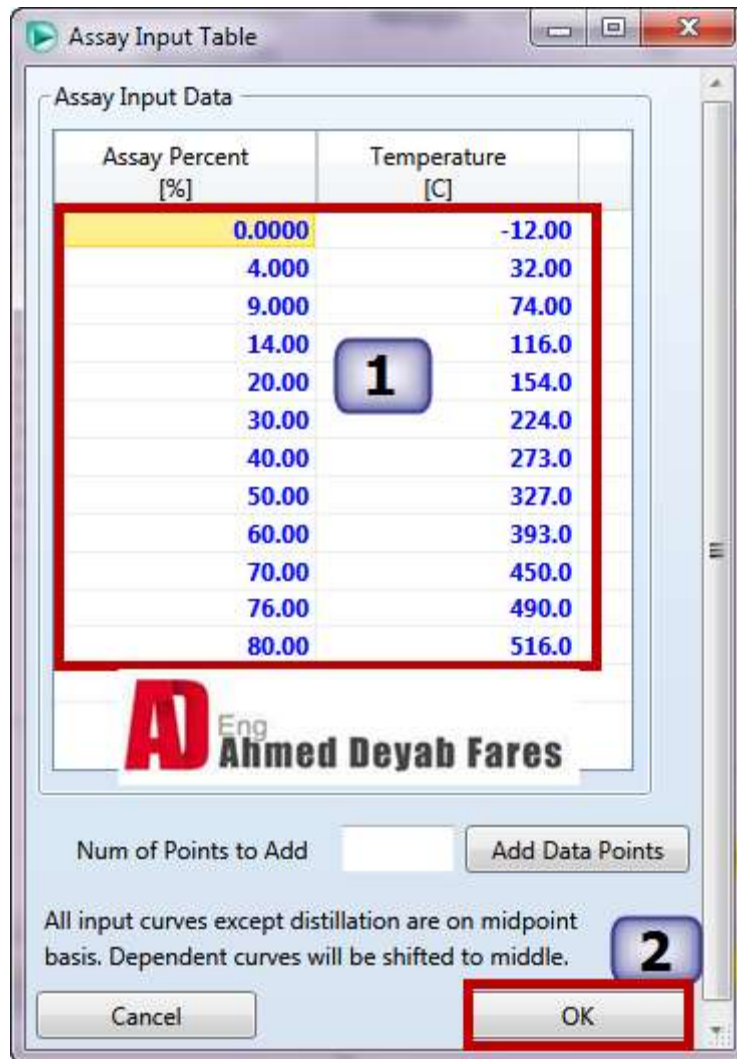 Assay Input Table
Assay Input Data
Assay Percent Temperature
[%] [C]
0.0000 -12.00
4.000 32.00
9.000 74.00
14.00 116.0
1
20.00 154.0
30.00 224.0
40.00 273.0
50.00 327.0
60.00 393.0
70.00 450.0
76.00 490.0
80.00 516.0
AD Eng
Ahmed Deyab Fares
Num of Points to Add Add Data Points
All input curves except distillation are on midpoint
basis. Dependent curves will be shifted to middle.
2
Cancel OK